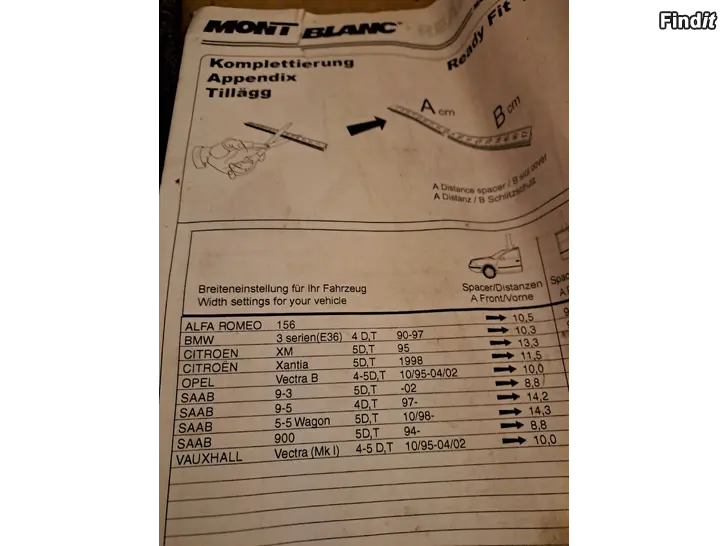 Findit
MONT BLANC
Ready Fit
Komplettierung
Appendix
Tillägg
A cm
B cm
A Distance spacer / B slot cover
A Distanz / B Schlitzschutz
Breiteneinstellung für Ihr Fahrzeug
Width settings for your vehicle
Spacer/Distanzen
A Front/Vorne
ALFA ROMEO 156 10,5
BMW 3 serien(E36) 4 D,T 90-97 10,3
CITROEN XM 5D,T 95 13,3
CITROËN Xantia 5D,T 1998 11,5
OPEL Vectra B 4-5D,T 10/95-04/02 10,0
SAAB 9-3 5D,T -02 8,8
SAAB 9-5 4D,T 97- 14,2
SAAB 5-5 Wagon 5D,T 10/98- 14,3
SAAB 900 5D,T 94- 8,8
VAUXHALL Vectra (Mk I) 4-5 D,T 10/95-04/02 10,0